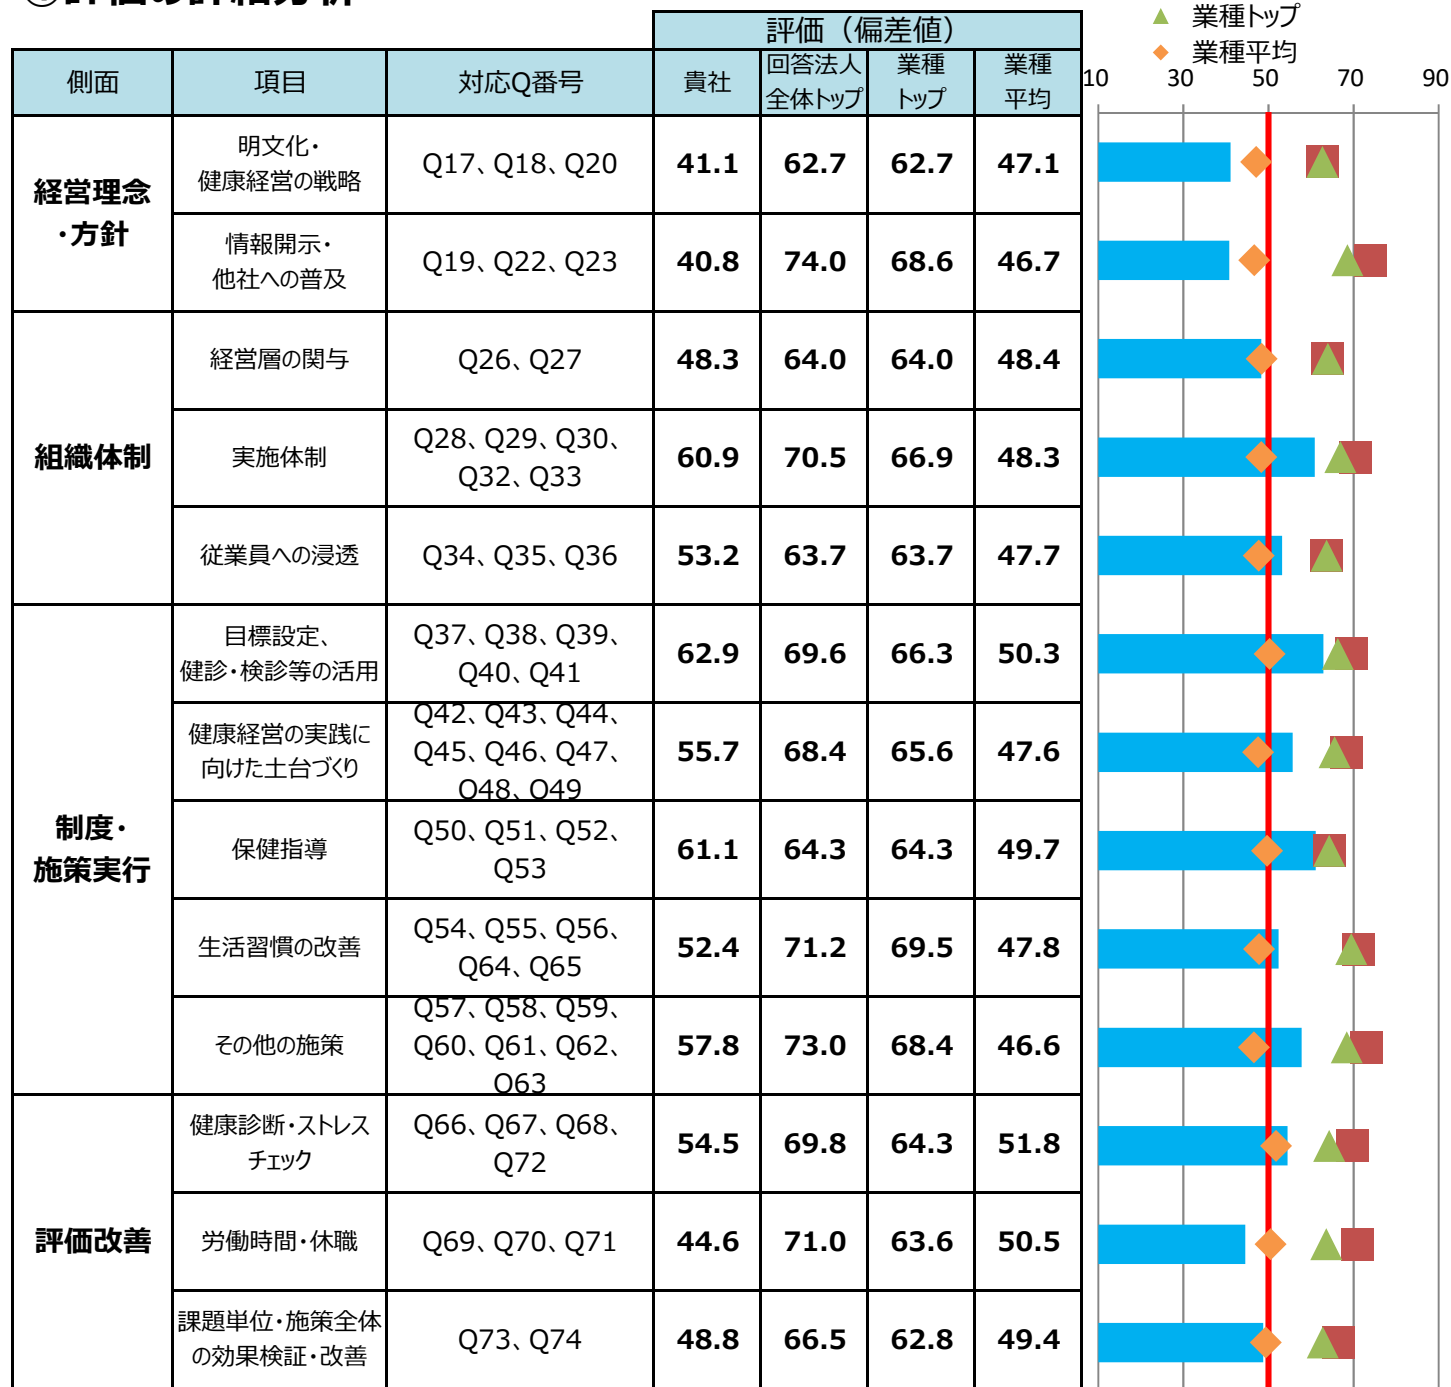 ▲ 業種トップ
◆ 業種平均
評価（偏差値）
側面 項目 対応Q番号 貴社 回答法人 業種 業種
全体トップ トップ 平均
10 30 50 70 90
経営理念
・方針
明文化・
健康経営の戦略
Q17、Q18、Q20 41.1 62.7 62.7 47.1
情報開示・
他社への普及
Q19、Q22、Q23 40.8 74.0 68.6 46.7
組織体制
経営層の関与 Q26、Q27 48.3 64.0 64.0 48.4
実施体制
Q28、Q29、Q30、
Q32、Q33
60.9 70.5 66.9 48.3
従業員への浸透 Q34、Q35、Q36 53.2 63.7 63.7 47.7
制度・
施策実行
目標設定、
健診・検診等の活用
Q37、Q38、Q39、
Q40、Q41
62.9 69.6 66.3 50.3
健康経営の実践に
向けた土台づくり
Q42、Q43、Q44、
Q45、Q46、Q47、
Q48、Q49
55.7 68.4 65.6 47.6
保健指導
Q50、Q51、Q52、
Q53
61.1 64.3 64.3 49.7
生活習慣の改善
Q54、Q55、Q56、
Q64、Q65
52.4 71.2 69.5 47.8
その他の施策
Q57、Q58、Q59、
Q60、Q61、Q62、
Q63
57.8 73.0 68.4 46.6
評価改善
健康診断・ストレス
チェック
Q66、Q67、Q68、
Q72
54.5 69.8 64.3 51.8
労働時間・休職 Q69、Q70、Q71 44.6 71.0 63.6 50.5
課題単位・施策全体
の効果検証・改善
Q73、Q74 48.8 66.5 62.8 49.4